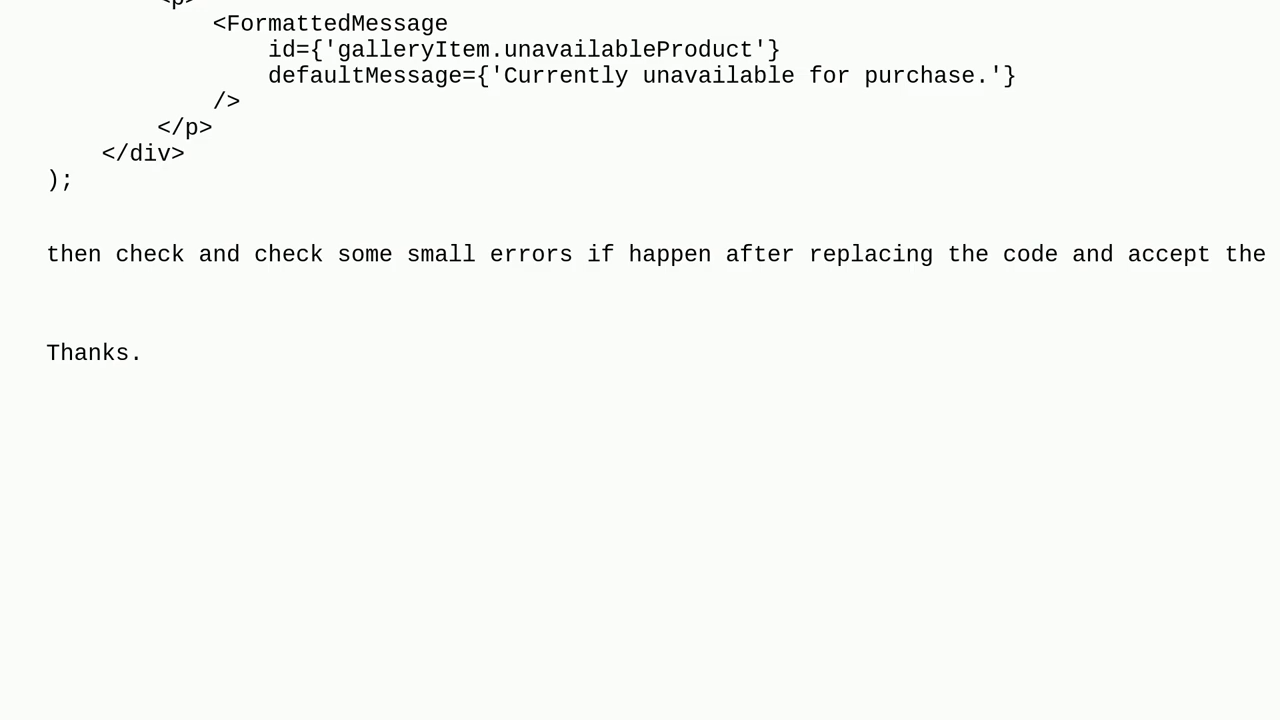 <p>
<FormattedMessage
id={'galleryItem.unavailableProduct'}
defaultMessage={'Currently unavailable for purchase.'}
/>
</p>
</div>
);
then check and check some small errors if happen after replacing the code and accept the
Thanks.